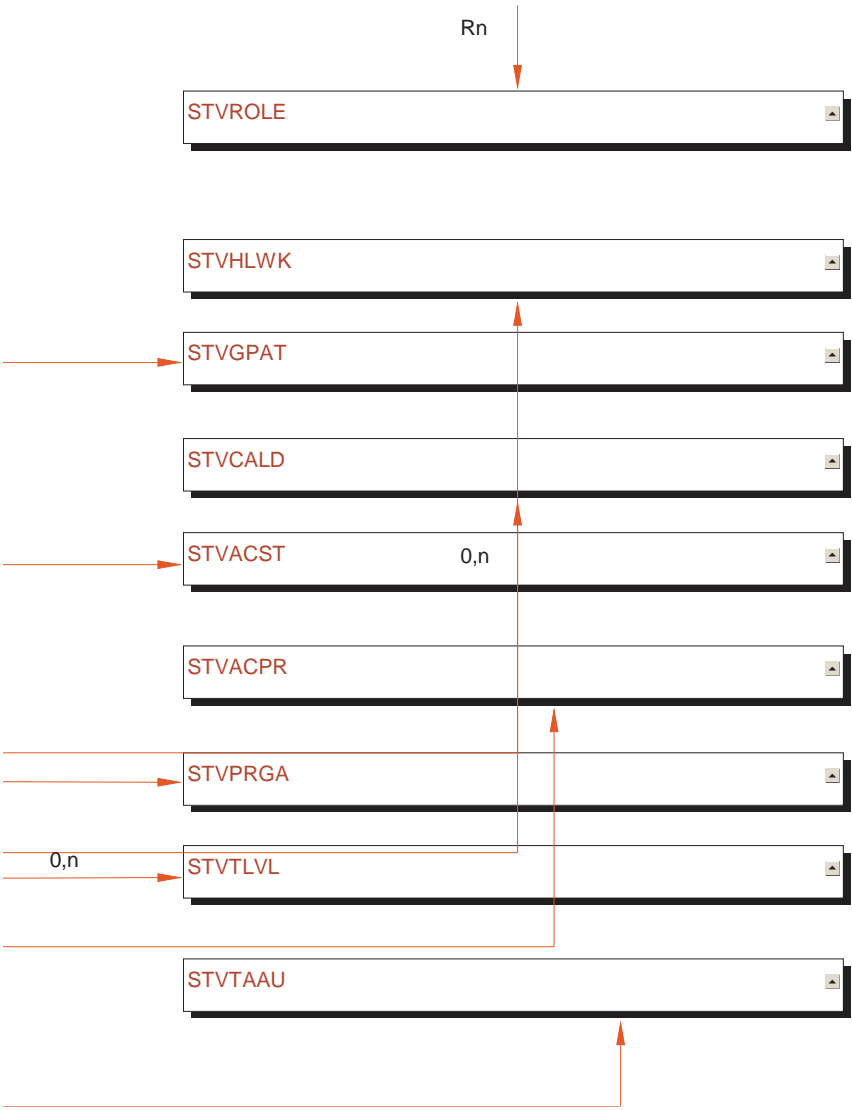 Rn
STVROLE
STVHLWK
STVGPAT
STVCALD
STVACST
0,n
STVACPR
STVPRGA
0,n
STVTLVL
STVTAAU